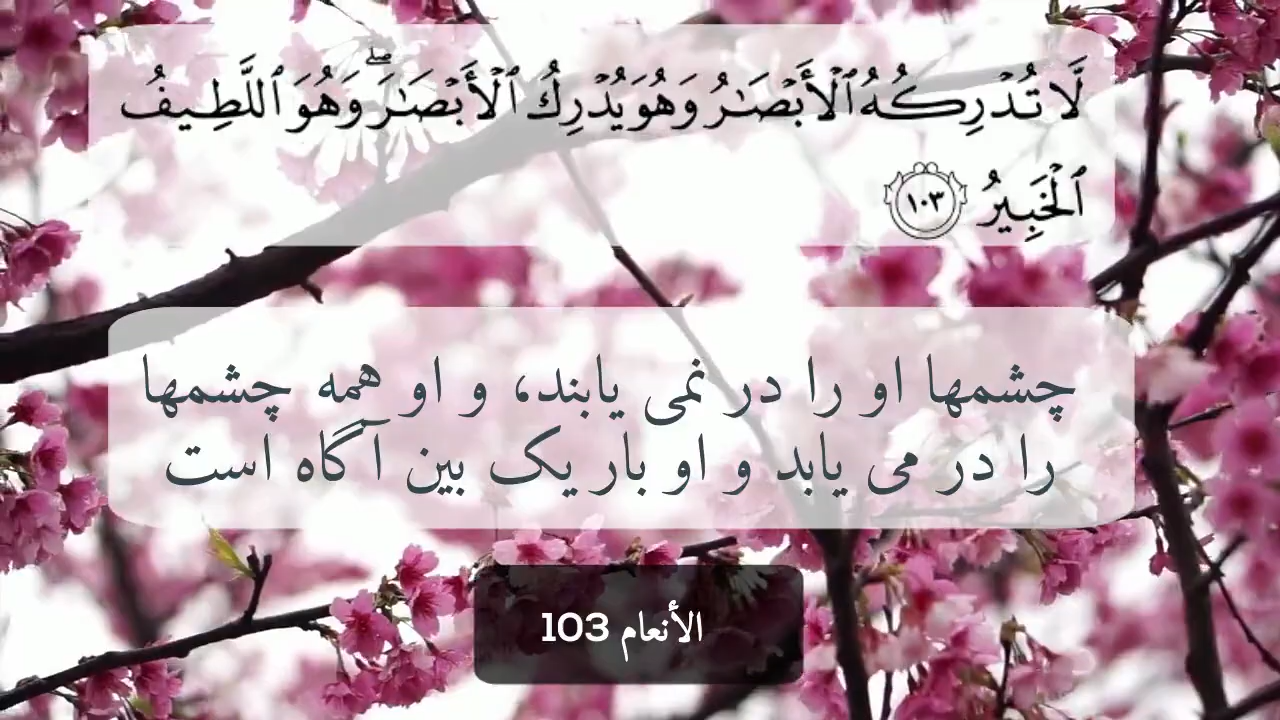 لَّا تُدْرِكُهُ ٱلْأَبْصَـٰرُ وَهُوَ يُدْرِكُ ٱلْأَبْصَـٰرَ ۖ وَهُوَ ٱللَّطِيفُ
ٱلْخَبِيرُ ١٠٣
چشمها او را در نمی یابند، و او همه چشمها
را در می یابد و او باریک بین آگاه است
الأنعام 103